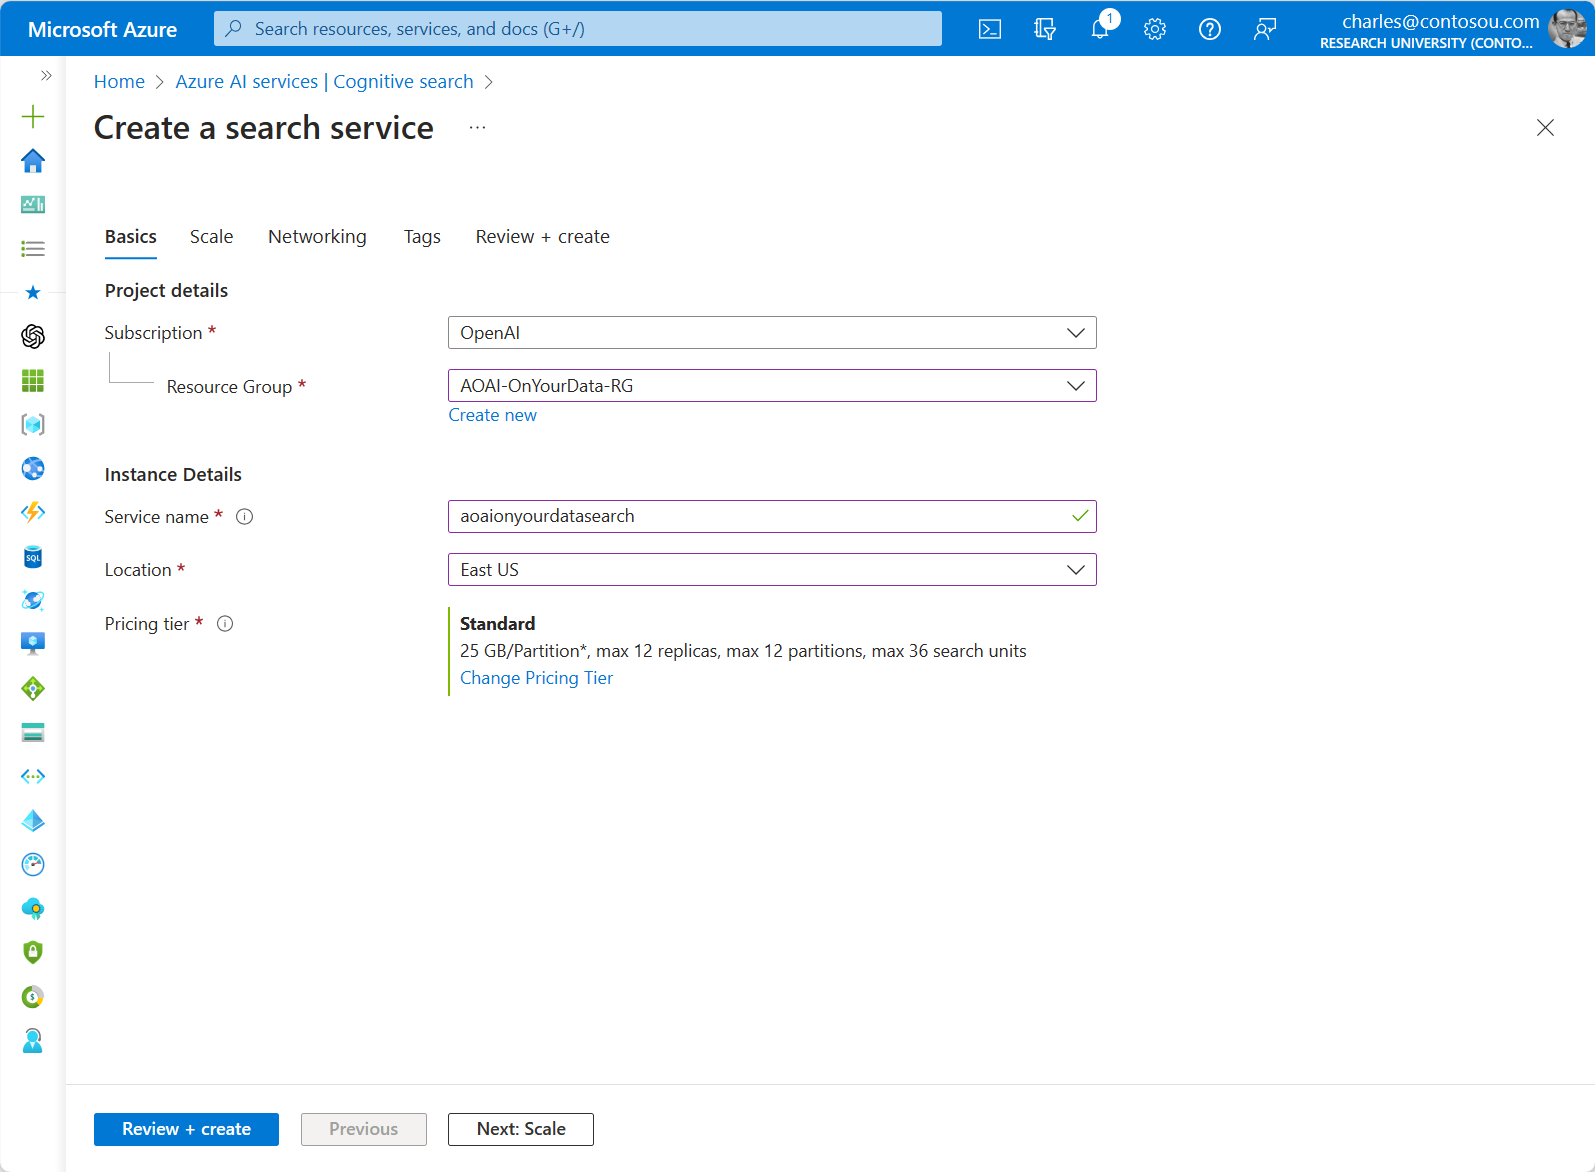 Microsoft Azure
Search resources, services, and docs (G+/)
1
charles@contosou.com
RESEARCH UNIVERSITY (CONTO...
Home > Azure AI services | Cognitive search >
Create a search service ...
Basics Scale Networking Tags Review + create
Project details
Subscription * OpenAI
Resource Group * AOAI-OnYourData-RG
Create new
Instance Details
Service name * aoaionyourdatasearch
Location * East US
Pricing tier * Standard
25 GB/Partition*, max 12 replicas, max 12 partitions, max 36 search units
Change Pricing Tier
SQL
Review + create Previous Next: Scale